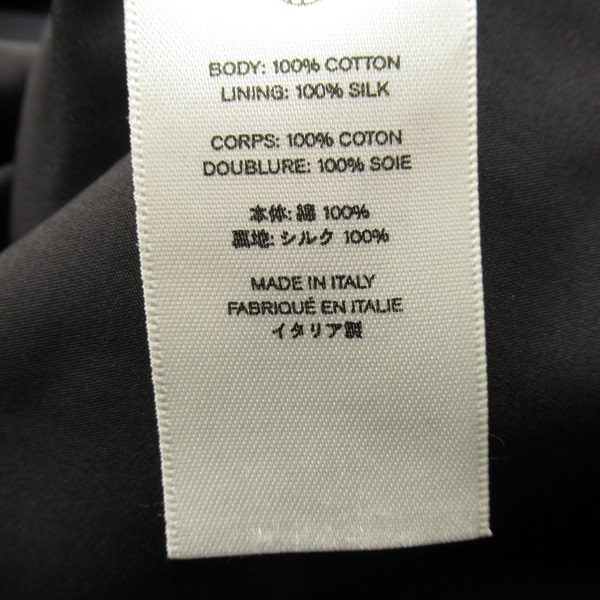 BODY: 100% COTTON
LINING: 100% SILK
CORPS: 100% COTON
DOUBLURE: 100% SOIE
本体: 綿 100%
裏地: シルク 100%
MADE IN ITALY
FABRIQUÉ EN ITALIE
イタリア製